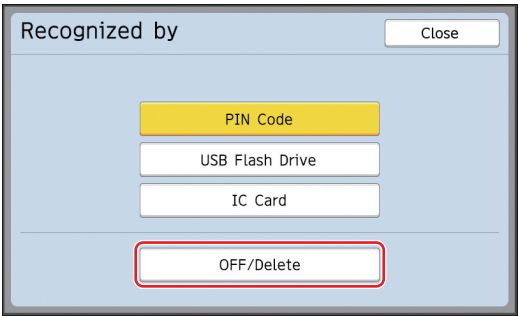 Recognized by
Close
PIN Code
USB Flash Drive
IC Card
OFF/Delete